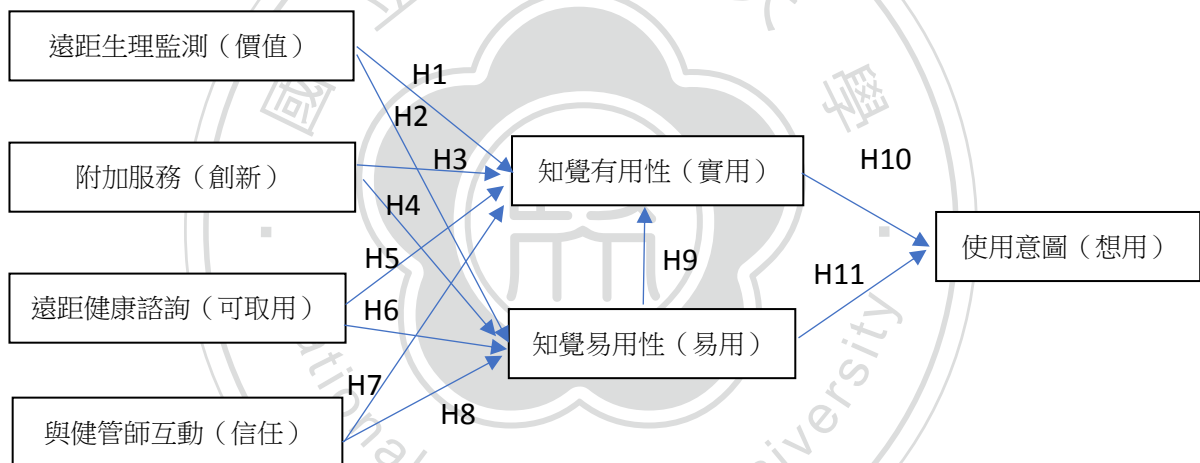 遠距生理監測（價值）
H1
H2
附加服務（創新）
H3
知覺有用性（實用）
H10
H4
使用意圖（想用）
H5
H9
H11
遠距健康諮詢（可取用）
H6
知覺易用性（易用）
H7
與健管師互動（信任）
H8
國
立
學